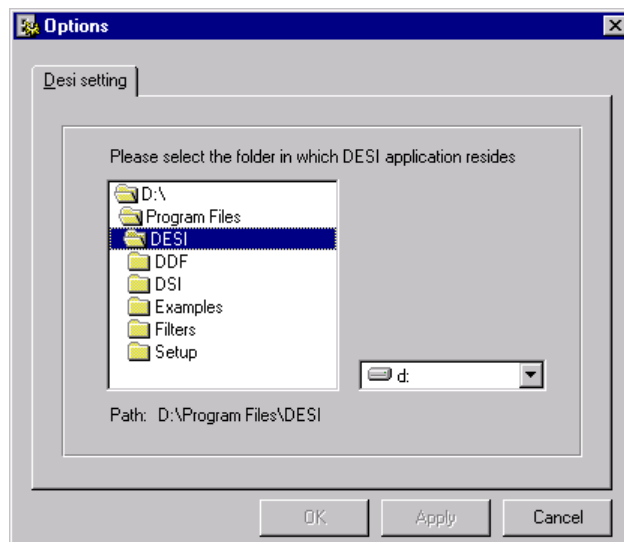 Options
Desi setting
Please select the folder in which DESI application resides
D:\
Program Files
DESI
DDF
DSI
Examples
Filters
Setup
d:
Path: D:\Program Files\DESI
OK Apply Cancel